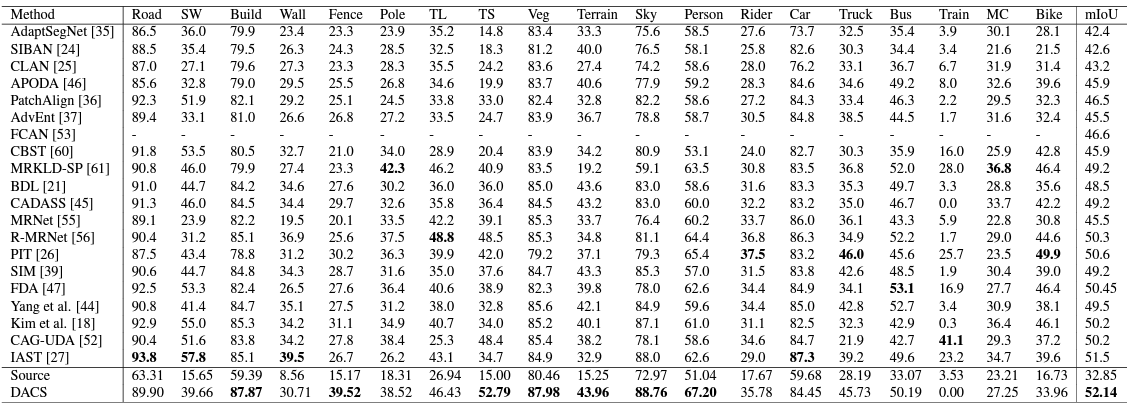 Method Road SW Build Wall Fence Pole TL TS Veg Terrain Sky Person Rider Car Truck Bus Train MC Bike mIoU
AdaptSegNet [35] 86.5 36.0 79.9 23.4 23.3 23.9 35.2 14.8 83.4 33.3 75.6 58.5 27.6 73.7 32.5 35.4 3.9 30.1 28.1 42.4
SIBAN [24] 88.5 35.4 79.5 26.3 24.3 28.5 32.5 18.3 81.2 40.0 76.5 58.1 25.8 82.6 30.3 34.4 3.4 21.6 21.5 42.6
CLAN [25] 87.0 27.1 79.6 27.3 23.3 28.3 35.5 24.2 83.6 27.4 74.2 58.6 28.0 76.2 33.1 36.7 6.7 31.9 31.4 43.2
APODA [46] 85.6 32.8 79.0 29.5 25.5 26.8 34.6 19.9 83.7 40.6 77.9 59.2 28.3 84.6 34.6 49.2 8.0 32.6 39.6 45.9
PatchAlign [36] 92.3 51.9 82.1 29.2 25.1 24.5 33.8 33.0 82.4 32.8 82.2 58.6 27.2 84.3 33.4 46.3 2.2 29.5 32.3 46.5
AdvEnt [37] 89.4 33.1 81.0 26.6 26.8 27.2 33.5 24.7 83.9 36.7 78.8 58.7 30.5 84.8 38.5 44.5 1.7 31.6 32.4 45.5
FCAN [53] - - - - - - - - - - - - - - - - - - - 46.6
CBST [60] 91.8 53.5 80.5 32.7 21.0 34.0 28.9 20.4 83.9 34.2 80.9 53.1 24.0 82.7 30.3 35.9 16.0 25.9 42.8 45.9
MRKLD-SP [61] 90.8 46.0 79.9 27.4 23.3 42.3 46.2 40.9 83.5 19.2 59.1 63.5 30.8 83.5 36.8 52.0 28.0 36.8 46.4 49.2
BDL [21] 91.0 44.7 84.2 34.6 27.6 30.2 36.0 36.0 85.0 43.6 83.0 58.6 31.6 83.3 35.3 49.7 3.3 28.8 35.6 48.5
CADASS [45] 91.3 46.0 84.5 34.4 29.7 32.6 35.8 36.4 84.5 43.2 83.0 60.0 32.2 83.2 35.0 46.7 0.0 33.7 42.2 49.2
MRNet [55] 89.1 23.9 82.2 19.5 20.1 33.5 42.2 39.1 85.3 33.7 76.4 60.2 33.7 86.0 36.1 43.3 5.9 22.8 30.8 45.5
R-MRNet [56] 90.4 31.2 85.1 36.9 25.6 37.5 48.8 48.5 85.3 34.8 81.1 64.4 36.8 86.3 34.9 52.2 1.7 29.0 44.6 50.3
PIT [26] 87.5 43.4 78.8 31.2 30.2 36.3 39.9 42.0 79.2 37.1 79.3 65.4 37.5 83.2 46.0 45.6 25.7 23.5 49.9 50.6
SIM [39] 90.6 44.7 84.8 34.3 28.7 31.6 35.0 37.6 84.7 43.3 85.3 57.0 31.5 83.8 42.6 48.5 1.9 30.4 39.0 49.2
FDA [47] 92.5 53.3 82.4 26.5 27.6 36.4 40.6 38.9 82.3 39.8 78.0 62.6 34.4 84.9 34.1 53.1 16.9 27.7 46.4 50.45
Yang et al. [44] 90.8 41.4 84.7 35.1 27.5 31.2 38.0 32.8 85.6 42.1 84.9 59.6 34.4 85.0 42.8 52.7 3.4 30.9 38.1 49.5
Kim et al. [18] 92.9 55.0 85.3 34.2 31.1 34.9 40.7 34.0 85.2 40.1 87.1 61.0 31.1 82.5 32.3 42.9 0.3 36.4 46.1 50.2
CAG-UDA [52] 90.4 51.6 83.8 34.2 27.8 38.4 25.3 48.4 85.4 38.2 78.1 58.6 34.6 84.7 21.9 42.7 41.1 29.3 37.2 50.2
IAST [27] 93.8 57.8 85.1 39.5 26.7 26.2 43.1 34.7 84.9 32.9 88.0 62.6 29.0 87.3 39.2 49.6 23.2 34.7 39.6 51.5
Source 63.31 15.65 59.39 8.56 15.17 18.31 26.94 15.00 80.46 15.25 72.97 51.04 17.67 59.68 28.19 33.07 3.53 23.21 16.73 32.85
DACS 89.90 39.66 87.87 30.71 39.52 38.52 46.43 52.79 87.98 43.96 88.76 67.20 35.78 84.45 45.73 50.19 0.00 27.25 33.96 52.14